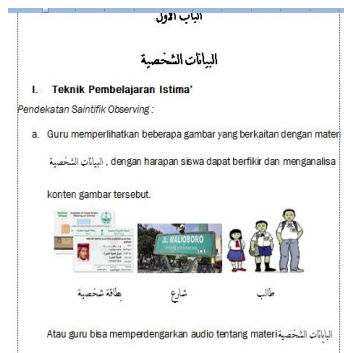 الباب الأول
البيانات الشخصية
I. Teknik Pembelajaran Istima'
Pendekatan Saintifik Observing :
a. Guru memperlihatkan beberapa gambar yang berkaitan dengan materi
البيانات الشخصية , dengan harapan siswa dapat berfikir dan menganalisa
konten gambar tersebut.
JL. MALIOBORO
بطاقة شخصية
شارع
طالب
Atau guru bisa memperdengarkan audio tentang materi البيانات الشخصية